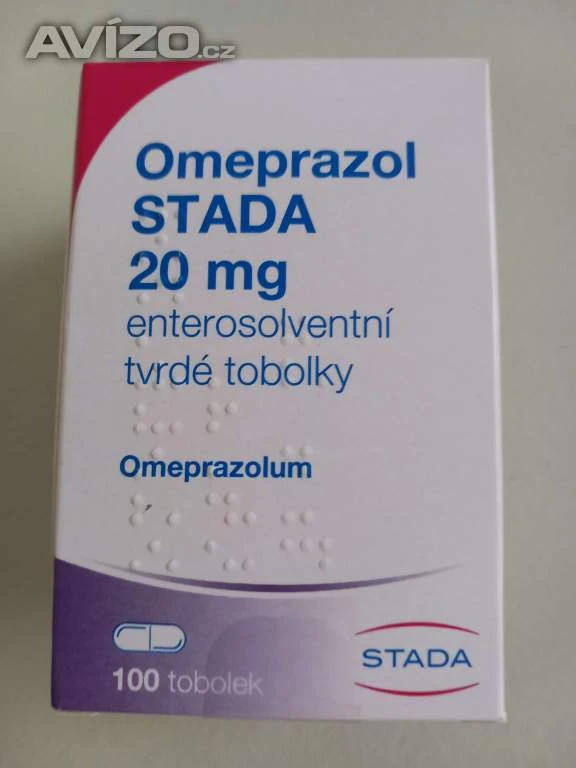 AVÍZO.cz
Omeprazol
STADA
20 mg
enterosolventní
tvrdé tobolky
Omeprazolum
100 tobolek
STADA